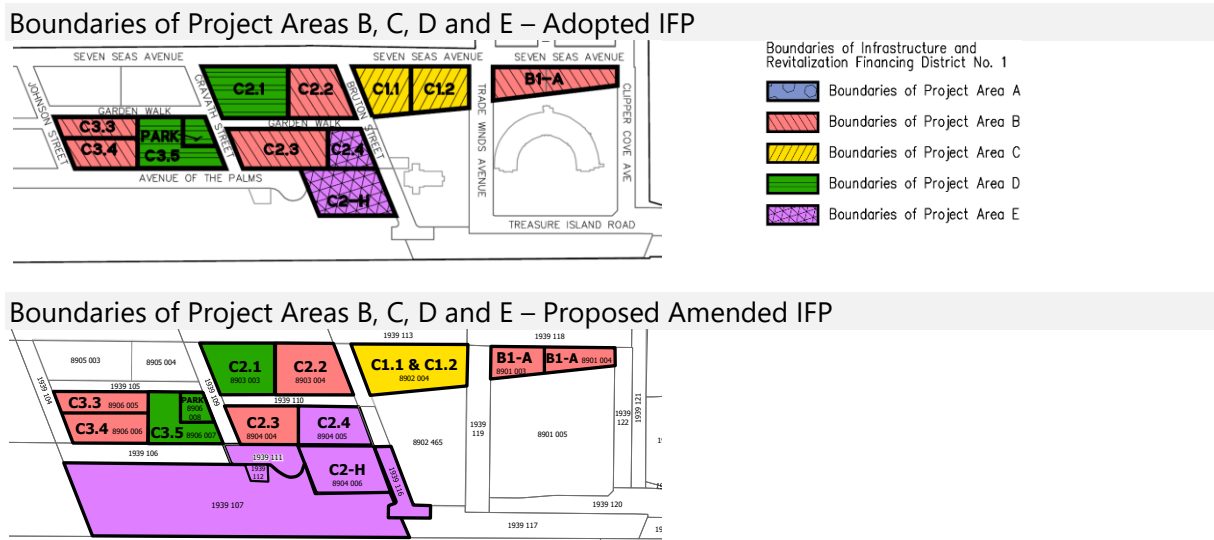 Boundaries of Project Areas B, C, D and E – Adopted IFP
SEVEN SEAS AVENUE
SEVEN SEAS AVENUE
SEVEN SEAS AVENUE
JOHNSON STREET
CRAVATH STREET
BRUTON STREET
TRADE WINDS AVENUE
CLIPPER COVE AVE
C2.1
C2.2
C1.1
C1.2
B1-A
GARDEN WALK
GARDEN WALK
C3.3
C3.4
PARK
C3.5
C2.3
C2.4
AVENUE OF THE PALMS
C2-H
TREASURE ISLAND ROAD
Boundaries of Infrastructure and
Revitalization Financing District No. 1
Boundaries of Project Area A
Boundaries of Project Area B
Boundaries of Project Area C
Boundaries of Project Area D
Boundaries of Project Area E
Boundaries of Project Areas B, C, D and E – Proposed Amended IFP
1939 113
1939 118
8905 003
8905 004
C2.1
8903 003
C2.2
8903 004
C1.1 & C1.2
8902 004
B1-A
8901 003
B1-A 8901 004
1939 104
1939 105
1939 109
1939 110
C3.3 8906 005
C3.4 8906 006
PARK
8906
008
C3.5 8906 007
C2.3
8904 004
C2.4
8904 005
8902 465
1939
119
8901 005
1939
122
1939 121
1939 106
1939 111
1939
112
C2-H
8904 006
1939 116
1939 107
1939 120
1939 117